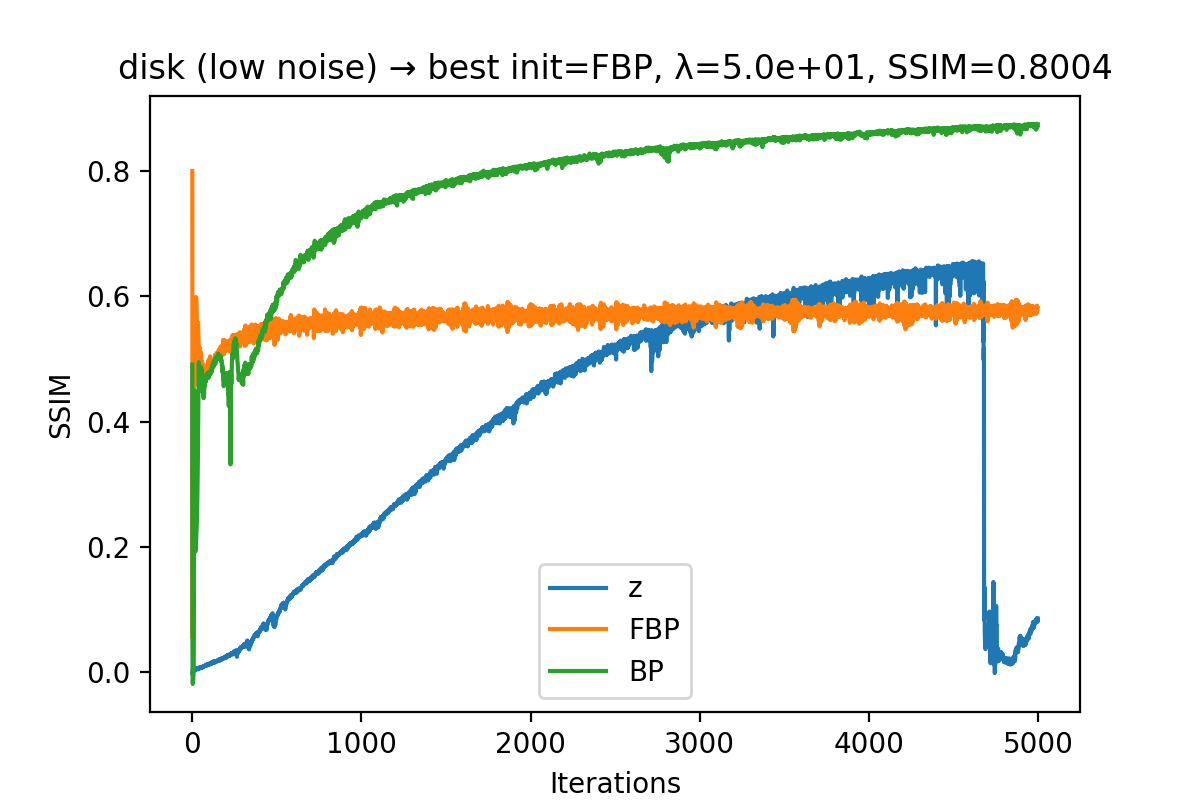 disk (low noise) → best init=FBP, λ=5.0e+01, SSIM=0.8004
0.8
0.6
0.4
0.2
0.0
SSIM
z
FBP
BP
0 1000 2000 3000 4000 5000
Iterations